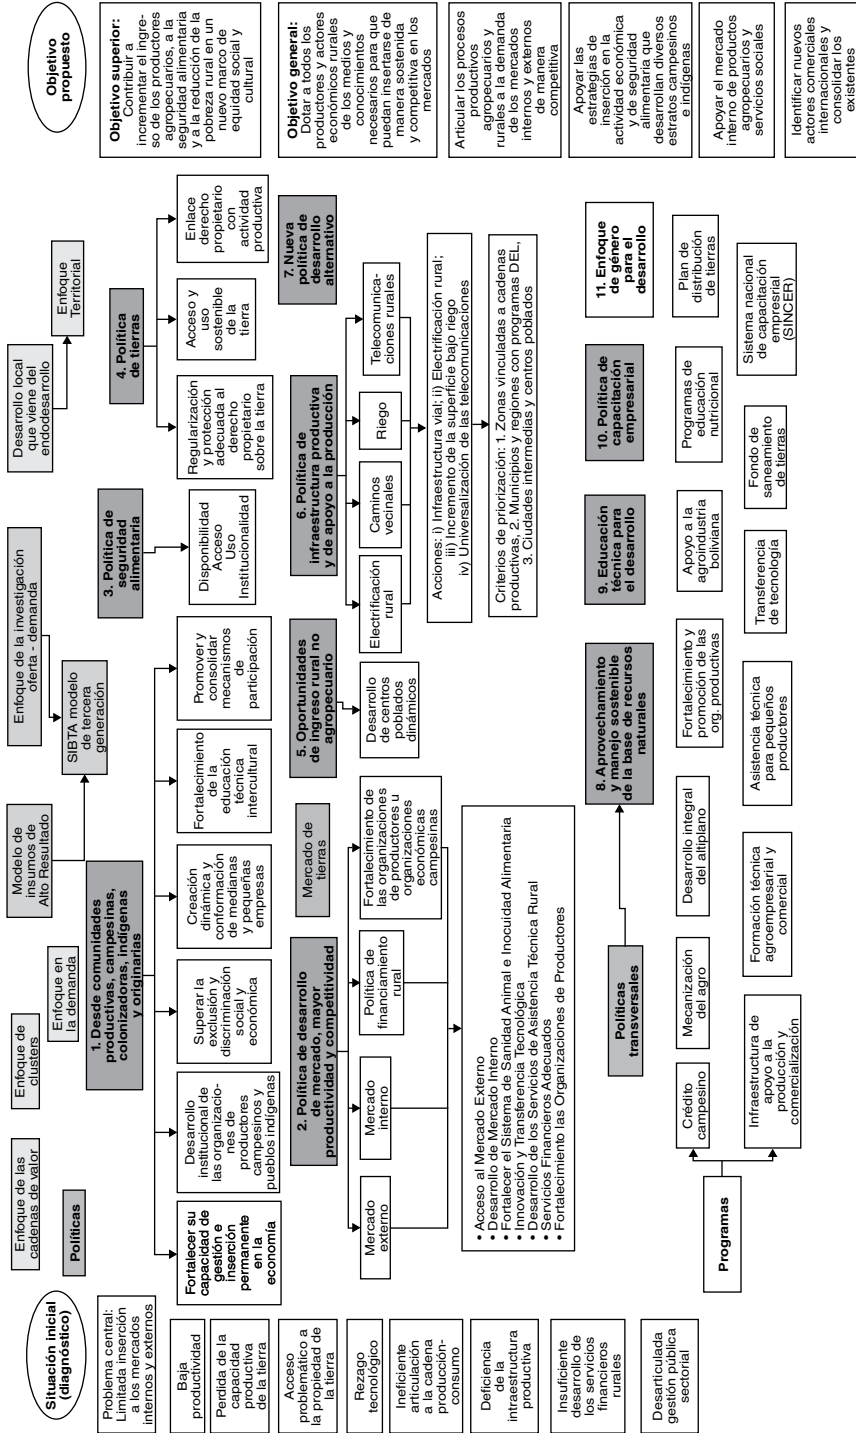 Situación inicial
(diagnóstico)
Problema central:
Limitada inserción
a los mercados
internos y externos
Baja
productividad
Perdida de la
capacidad
productiva
de la tierra
Acceso
problemático a
la propiedad de
la tierra
Rezago
tecnológico
Ineficiente
articulación
a la cadena
producción-
consumo
Deficiencia
de la
intraestructura
productiva
Insuficiente
desarrollo de
los servicios
financieros
rurales
Desarticulada
gestión pública
sectorial
Enfoque de las
cadenas de valor
Enfoque de
clusters
Enfoque en
la demanda
Modelo de
insumos de
Alto Resultado
Enfoque de la investigación
oferta - demanda
SIBTA modelo
de tercera
generación
Desarrollo local
que viene del
endodesarrollo
Enfoque
Territorial
Políticas
1. Desde comunidades
productivas, campesinas,
colonizadoras, indígenas
y originarias
Fortalecer su
capacidad de
gestión e
inserción
permanente
en la
economía
Desarrollo
institucional de
las organizacio-
nes de
productores
campesinos y
pueblos indígenas
Superar la
exclusión y
discriminación
social y
económica
Creación
dinámica y
conformación
de medianas
y pequeñas
empresas
Fortalecimiento
de la
educación
técnica
intercultural
Promover y
consolidar
mecanismos
de
participación
3. Política de
seguridad
alimentaria
Disponibilidad
Acceso
Uso
Institucionalidad
4. Política
de tierras
Regularización
y protección
adecuada al
derecho
propietario
sobre la tierra
Acceso y
uso
sostenible
de la
tierra
Enlace
derecho
propietario
con
actividad
productiva
2. Política de desarrollo
de mercado, mayor
productividad y competitividad
Mercado
externo
Mercado
interno
Política de
financiamiento
rural
Fortalecimiento de
las organizaciones
de productores u
organizaciones
económicas
campesinas
Mercado de
tierras
• Acceso al Mercado Externo
• Desarrollo de Mercado Interno
• Fortalecer el Sistema de Sanidad Animal e Inocuidad Alimentaria
• Innovación y Transferencia Tecnológica
• Desarrollo de los Servicios de Asistencia Técnica Rural
• Servicios Financieros Adecuados
• Fortalecimiento las Organizaciones de Productores
5. Oportunidades
de ingreso rural no
agropecuario
Desarrollo
de centros
poblados
dinámicos
6. Política de
infraestructura productiva
y de apoyo a la producción
Electrificación
rural
Caminos
vecinales
Riego
Telecomunica-
ciones rurales
7. Nueva
política de
desarrollo
alternativo
Acciones: i) Infraestructura vial; ii) Electrificación rural;
iii) Incremento de la superficie bajo riego
iv) Universalización de las telecomunicaciones
Criterios de priorización: 1. Zonas vinculadas a cadenas
productivas, 2. Municipios y regiones con programas DEL,
3. Ciudades intermedias y centros poblados
Políticas
transversales
8. Aprovechamiento
y manejo sostenible
de la base de recursos
naturales
9. Educación
técnica para
el desarrollo
10. Política de
capacitación
empresarial
11. Enfoque
de género
para el
desarrollo
Programas
Crédito
campesino
Mecanización
del agro
Desarrollo integral
del altiplano
Fortalecimiento y
promoción de las
org. productivas
Apoyo a la
agroindustria
boliviana
Programas de
educación
nutricional
Plan de
distribución
de tierras
Infraestructura de
apoyo a la
producción y
comercialización
Formación técnica
agroempresarial y
comercial
Asistencia técnica
para pequeños
productores
Transferencia
de tecnología
Fondo de
saneamiento
de tierras
Sistema nacional
de capacitación
empresrial
(SINCER)
Objetivo
propuesto
Objetivo superior:
Contribuir a
incrementar el ingre-
so de los productores
agropecuarios, a la
seguridad alimentaria
y a la reducción de la
pobreza rural en un
nuevo marco de
equidad social y
cultural
Objetivo general:
Dotar a todos los
productores y actores
económicos rurales
de los medios y
conocimientos
necesarios para que
puedan insertarse de
manera sostenida
y competitiva en los
mercados
Articular los procesos
productivos
agropecuarios y
rurales a la demanda
de los mercados
internos y externos
de manera
competitiva
Apoyar las
estrategias de
inserción en la
actividad económica
y de seguridad
alimentaria que
desarrollan diversos
estratos campesinos
e indígenas
Apoyar el mercado
interno de productos
agropecuarios y
servicios sociales
Identificar nuevos
actores comerciales
internacionales y
consolidar los
existentes